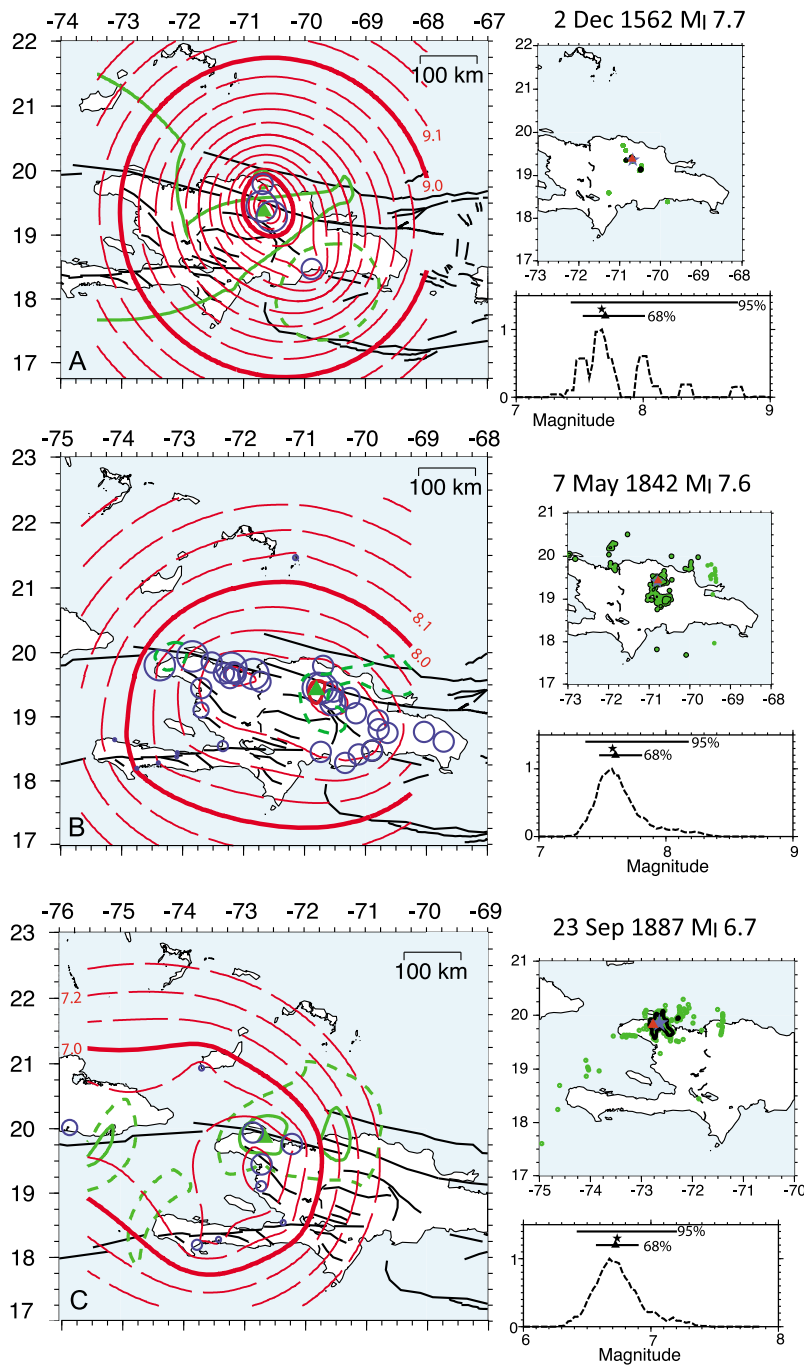 -74 -73 -72 -71 -70 -69 -68 -67
22
21
20
19
18
17
100 km
9.1
9.0
A
2 Dec 1562 MI 7.7
22
21
20
19
18
17
-73 -72 -71 -70 -69 -68
95%
68%
1
0
7 8 9
Magnitude
-75 -74 -73 -72 -71 -70 -69 -68
23
22
21
20
19
18
17
100 km
8.1
8.0
B
7 May 1842 MI 7.6
21
20
19
18
17
-73 -72 -71 -70 -69 -68
95%
68%
1
0
7 8 9
Magnitude
-76 -75 -74 -73 -72 -71 -70 -69
23
22
21
20
19
18
17
100 km
7.2
7.0
C
23 Sep 1887 MI 6.7
21
20
19
18
17
-75 -74 -73 -72 -71 -70
95%
68%
1
0
6 7 8
Magnitude